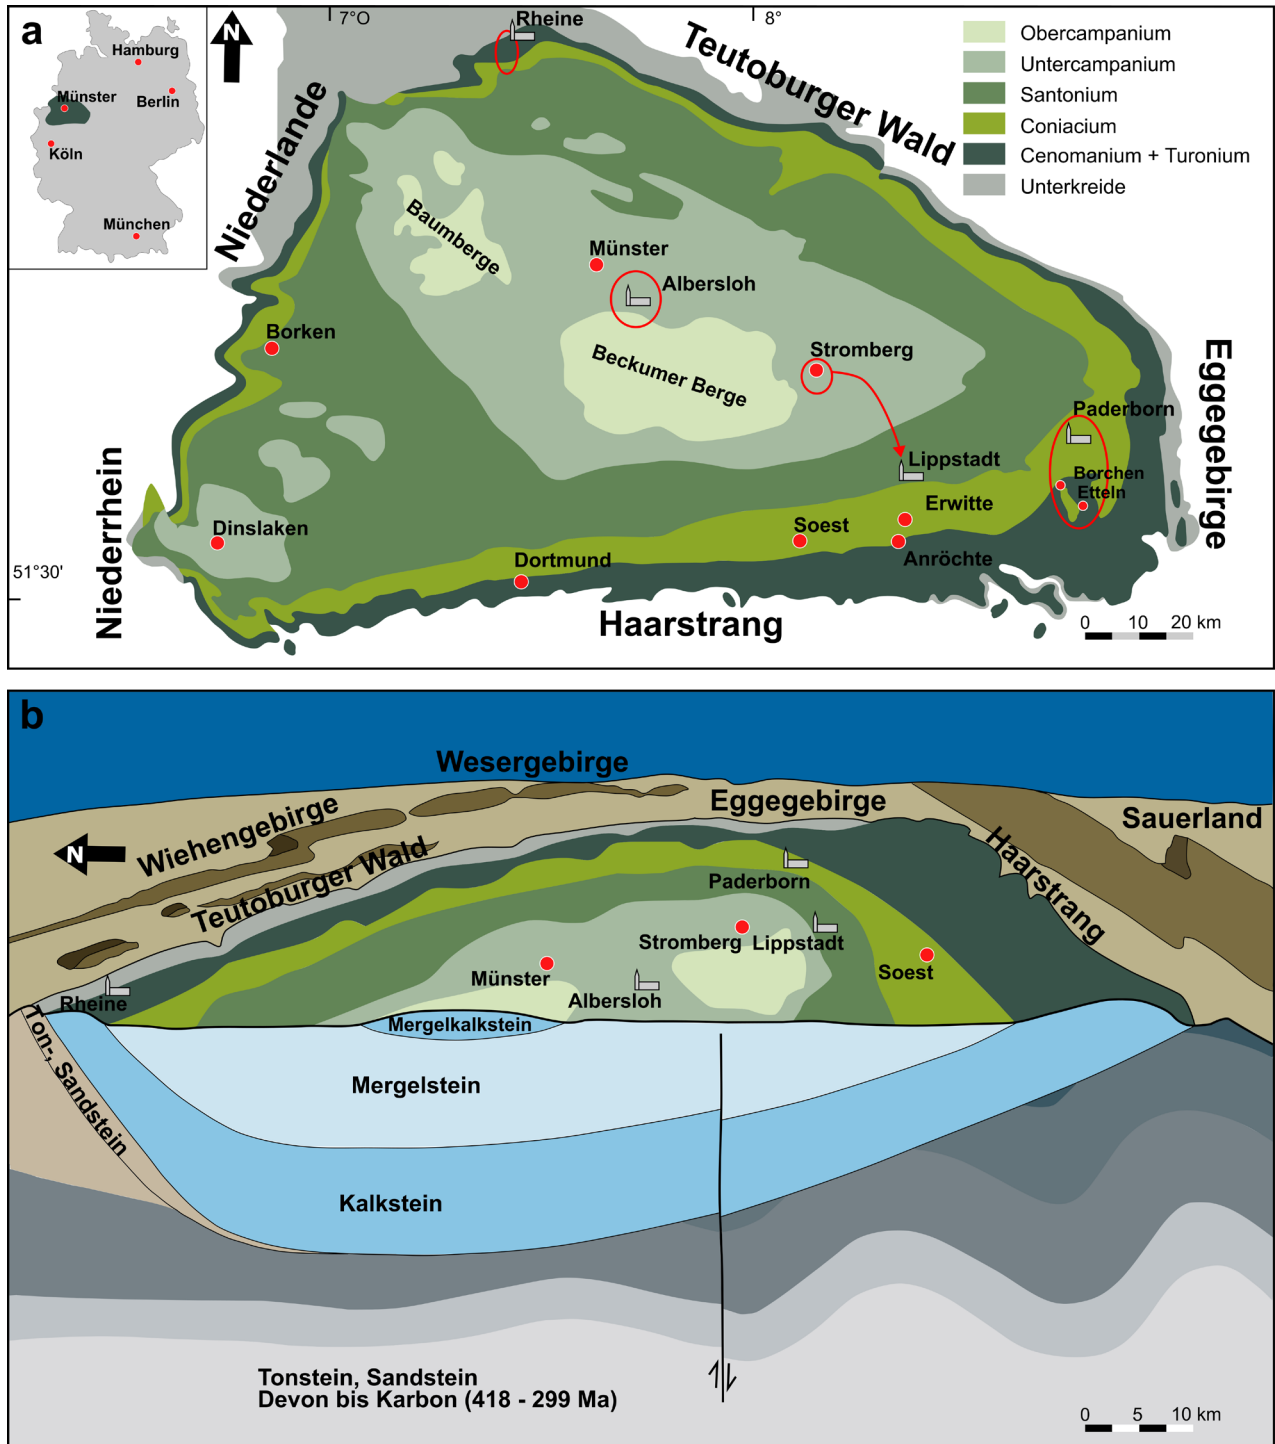 a
Hamburg
Münster
Berlin
Köln
München
N
7°O
8°
Rheine
Teutoburger Wald
Obercampanium
Untercampanium
Santonium
Coniacium
Cenomanium + Turonium
Unterkreide
Niederlande
Baumberge
Münster
Albersloh
Borken
Beckumer Berge
Stromberg
Eggegebirge
Paderborn
Lippstadt
Borchen
Etteln
Niederrhein
Erwitte
Dinslaken
Soest
Dortmund
Anröchte
51°30'
Haarstrang
0 10 20 km
b
Wesergebirge
Eggegebirge
Wiehengebirge
Sauerland
N
Teutoburger Wald
Haarstrang
Paderborn
Stromberg
Lippstadt
Soest
Münster
Albersloh
Rheine
Mergelkalkstein
Ton-, Sandstein
Mergelstein
Kalkstein
Tonstein, Sandstein
Devon bis Karbon (418 - 299 Ma)
0 5 10 km